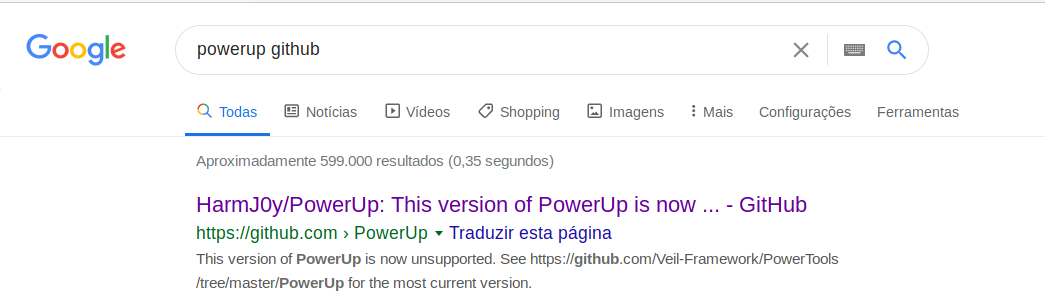 Google
powerup github
Todas Notícias Vídeos Shopping Imagens Mais Configurações Ferramentas
Aproximadamente 599.000 resultados (0,35 segundos)
HarmJ0y/PowerUp: This version of PowerUp is now ... - GitHub
https://github.com › PowerUp Traduzir esta página
This version of PowerUp is now unsupported. See https://github.com/Veil-Framework/PowerTools
/tree/master/PowerUp for the most current version.